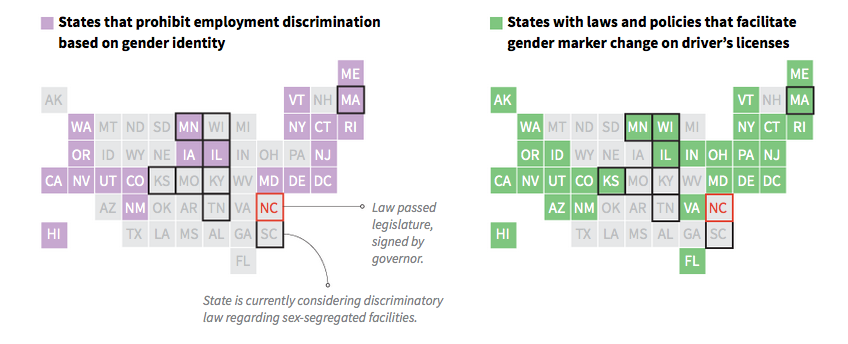 States that prohibit employment discrimination
based on gender identity
ME
AK VT NH MA
WA MT ND SD MN WI MI NY CT RI
OR ID WY NE IA IL IN OH PA NJ
CA NV UT CO KS MO KY WV MD DE DC
AZ NM OK AR TN VA NC
HI TX LA MS AL GA SC
FL
Law passed
legislature,
signed by
governor.
State is currently considering discriminatory
law regarding sex-segregated facilities.
States with laws and policies that facilitate
gender marker change on driver’s licenses
ME
AK VT NH MA
WA MT ND SD MN WI MI NY CT RI
OR ID WY NE IA IL IN OH PA NJ
CA NV UT CO KS MO KY WV MD DE DC
AZ NM OK AR TN VA NC
HI TX LA MS AL GA SC
FL